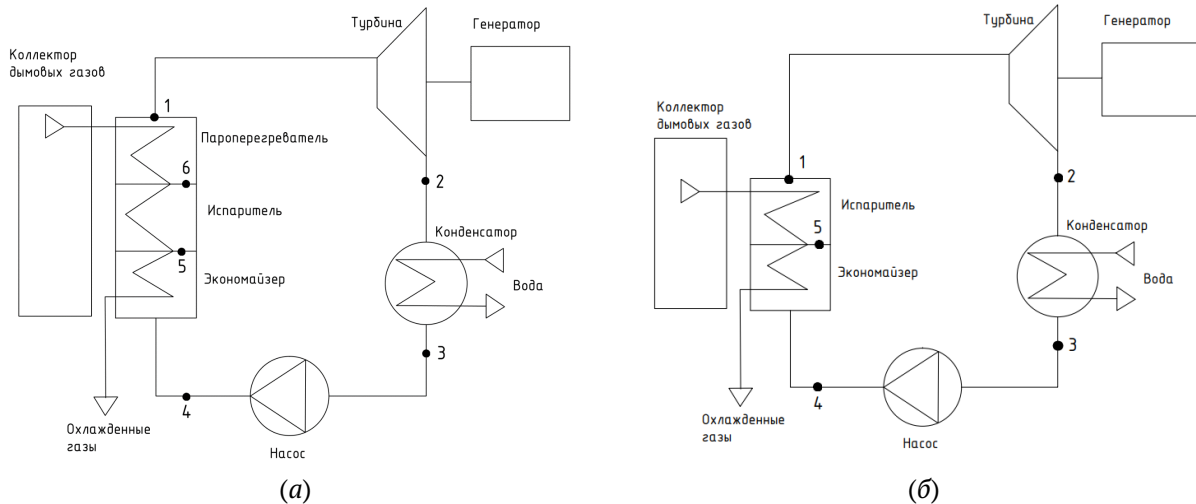 Турбина
Генератор
Коллектор
дымовых газов
1
Пароперегреватель
6
2
Испаритель
Конденсатор
5
Экономайзер
Вода
3
4
Охлажденные
газы
Насос
(а)
Турбина
Генератор
Коллектор
дымовых газов
1
2
Испаритель
Конденсатор
5
Экономайзер
Вода
3
4
Охлажденные
газы
Насос
(б)